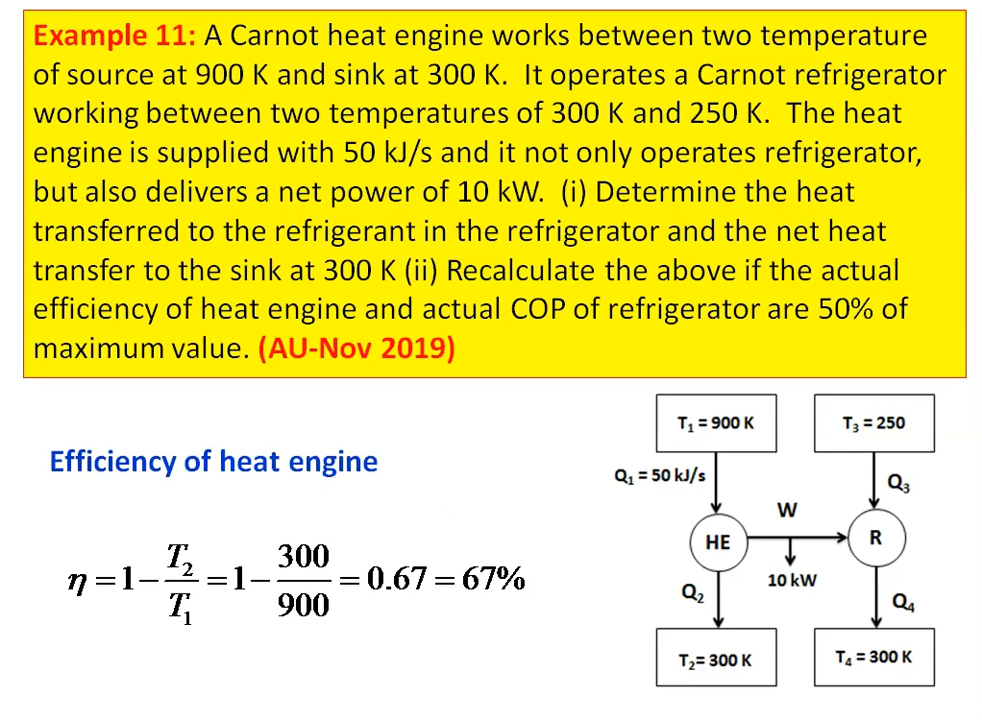 Example 11: A Carnot heat engine works between two temperature
of source at 900 K and sink at 300 K. It operates a Carnot refrigerator
working between two temperatures of 300 K and 250 K. The heat
engine is supplied with 50 kJ/s and it not only operates refrigerator,
but also delivers a net power of 10 kW. (i) Determine the heat
transferred to the refrigerant in the refrigerator and the net heat
transfer to the sink at 300 K (ii) Recalculate the above if the actual
efficiency of heat engine and actual COP of refrigerator are 50% of
maximum value. (AU-Nov 2019)
Efficiency of heat engine
η = 1 − T₂/T₁ = 1 − 300/900 = 0.67 = 67%
T₁ = 900 K
T₃ = 250
Q₁ = 50 kJ/s
Q₃
W
HE
R
10 kW
Q₂
Q₄
T₂= 300 K
T₄ = 300 K